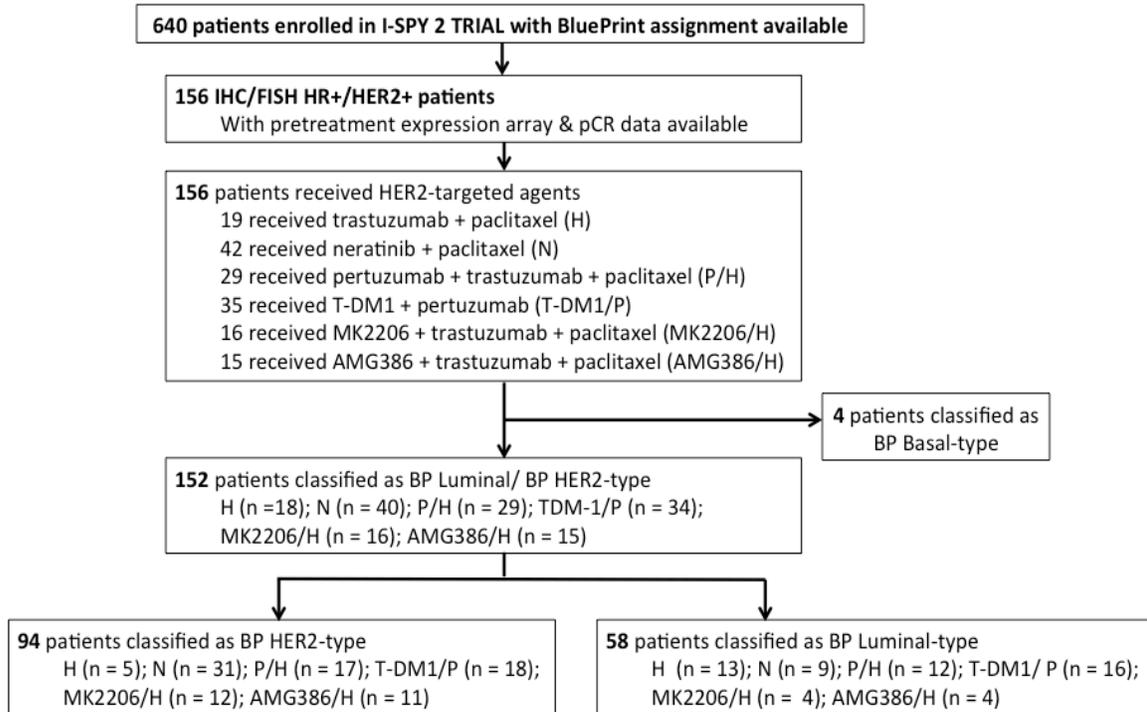 640 patients enrolled in I-SPY 2 TRIAL with BluePrint assignment available
156 IHC/FISH HR+/HER2+ patients
With pretreatment expression array & pCR data available
156 patients received HER2-targeted agents
19 received trastuzumab + paclitaxel (H)
42 received neratinib + paclitaxel (N)
29 received pertuzumab + trastuzumab + paclitaxel (P/H)
35 received T-DM1 + pertuzumab (T-DM1/P)
16 received MK2206 + trastuzumab + paclitaxel (MK2206/H)
15 received AMG386 + trastuzumab + paclitaxel (AMG386/H)
4 patients classified as
BP Basal-type
152 patients classified as BP Luminal/ BP HER2-type
H (n =18); N (n = 40); P/H (n = 29); TDM-1/P (n = 34);
MK2206/H (n = 16); AMG386/H (n = 15)
94 patients classified as BP HER2-type
H (n = 5); N (n = 31); P/H (n = 17); T-DM1/P (n = 18);
MK2206/H (n = 12); AMG386/H (n = 11)
58 patients classified as BP Luminal-type
H (n = 13); N (n = 9); P/H (n = 12); T-DM1/ P (n = 16);
MK2206/H (n = 4); AMG386/H (n = 4)